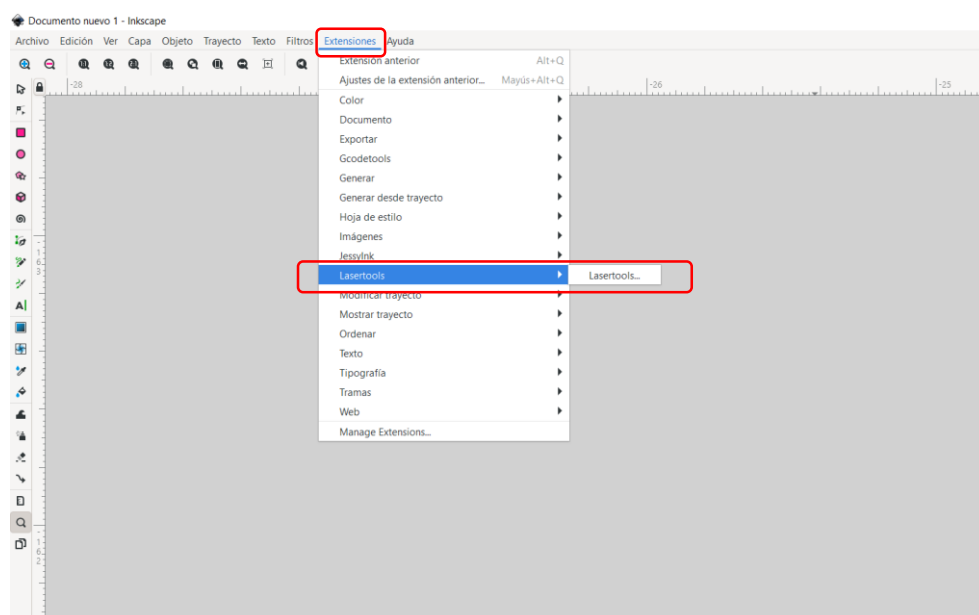 Documento nuevo 1 - Inkscape
Archivo Edición Ver Capa Objeto Trayecto Texto Filtros Extensiones Ayuda
Extensión anterior Alt+Q
Ajustes de la extensión anterior... Mayús+Alt+Q
-28 -26 -25
Color
Documento
Exportar
Gcodetools
Generar
Generar desde trayecto
Hoja de estilo
Imágenes
JessyInk
Lasertools Lasertools...
Modificar trayecto
Mostrar trayecto
Ordenar
Texto
Tipografía
Tramas
Web
Manage Extensions...